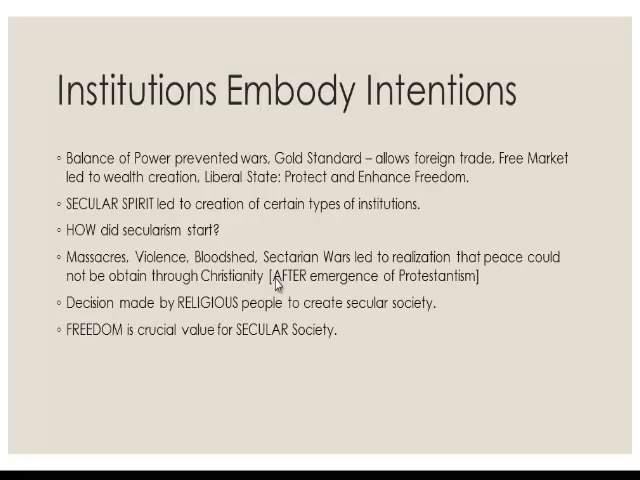 Institutions Embody Intentions
◦ Balance of Power prevented wars, Gold Standard – allows foreign trade, Free Market
led to wealth creation, Liberal State: Protect and Enhance Freedom.
◦ SECULAR SPIRIT led to creation of certain types of institutions.
◦ HOW did secularism start?
◦ Massacres, Violence, Bloodshed, Sectarian Wars led to realization that peace could
not be obtain through Christianity [AFTER emergence of Protestantism]
◦ Decision made by RELIGIOUS people to create secular society.
◦ FREEDOM is crucial value for SECULAR Society.